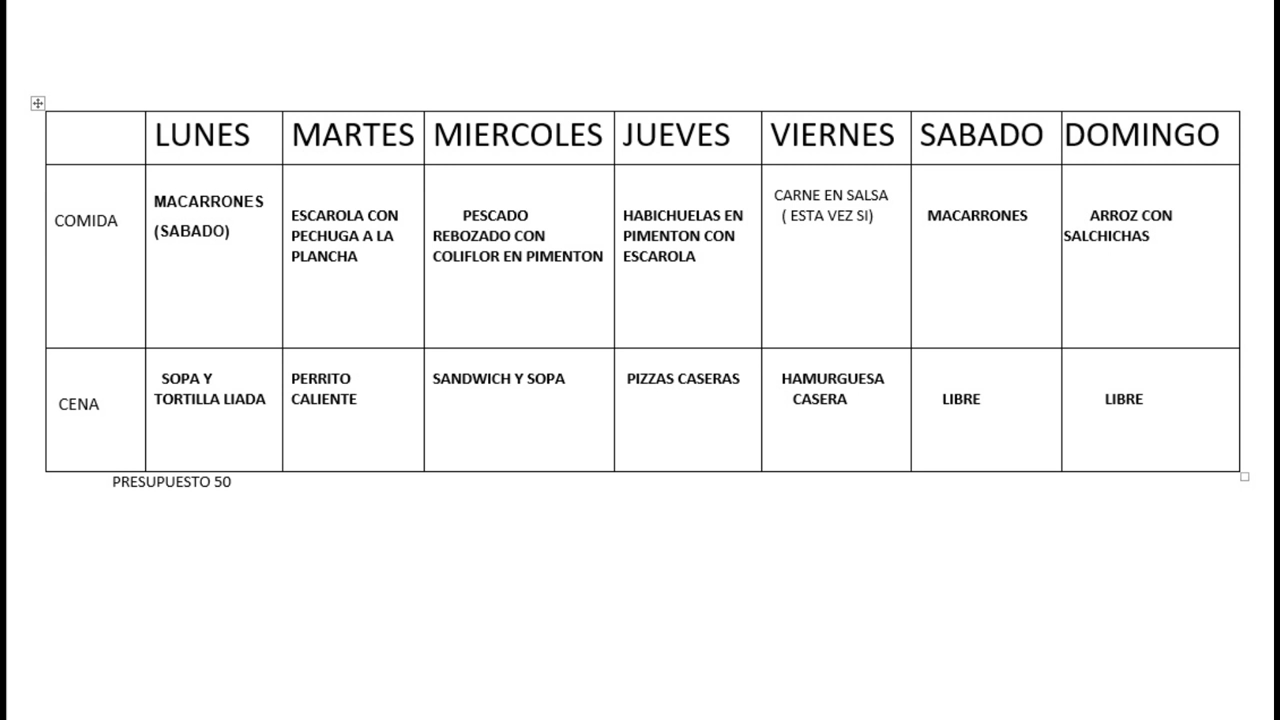 LUNES MARTES MIERCOLES JUEVES VIERNES SABADO DOMINGO
COMIDA
MACARRONES
(SABADO)
ESCAROLA CON
PECHUGA A LA
PLANCHA
PESCADO
REBOZADO CON
COLIFLOR EN PIMENTON
HABICHUELAS EN
PIMENTON CON
ESCAROLA
CARNE EN SALSA
( ESTA VEZ SI)
MACARRONES
ARROZ CON
SALCHICHAS
CENA
SOPA Y
TORTILLA LIADA
PERRITO
CALIENTE
SANDWICH Y SOPA
PIZZAS CASERAS
HAMURGUESA
CASERA
LIBRE
LIBRE
PRESUPUESTO 50